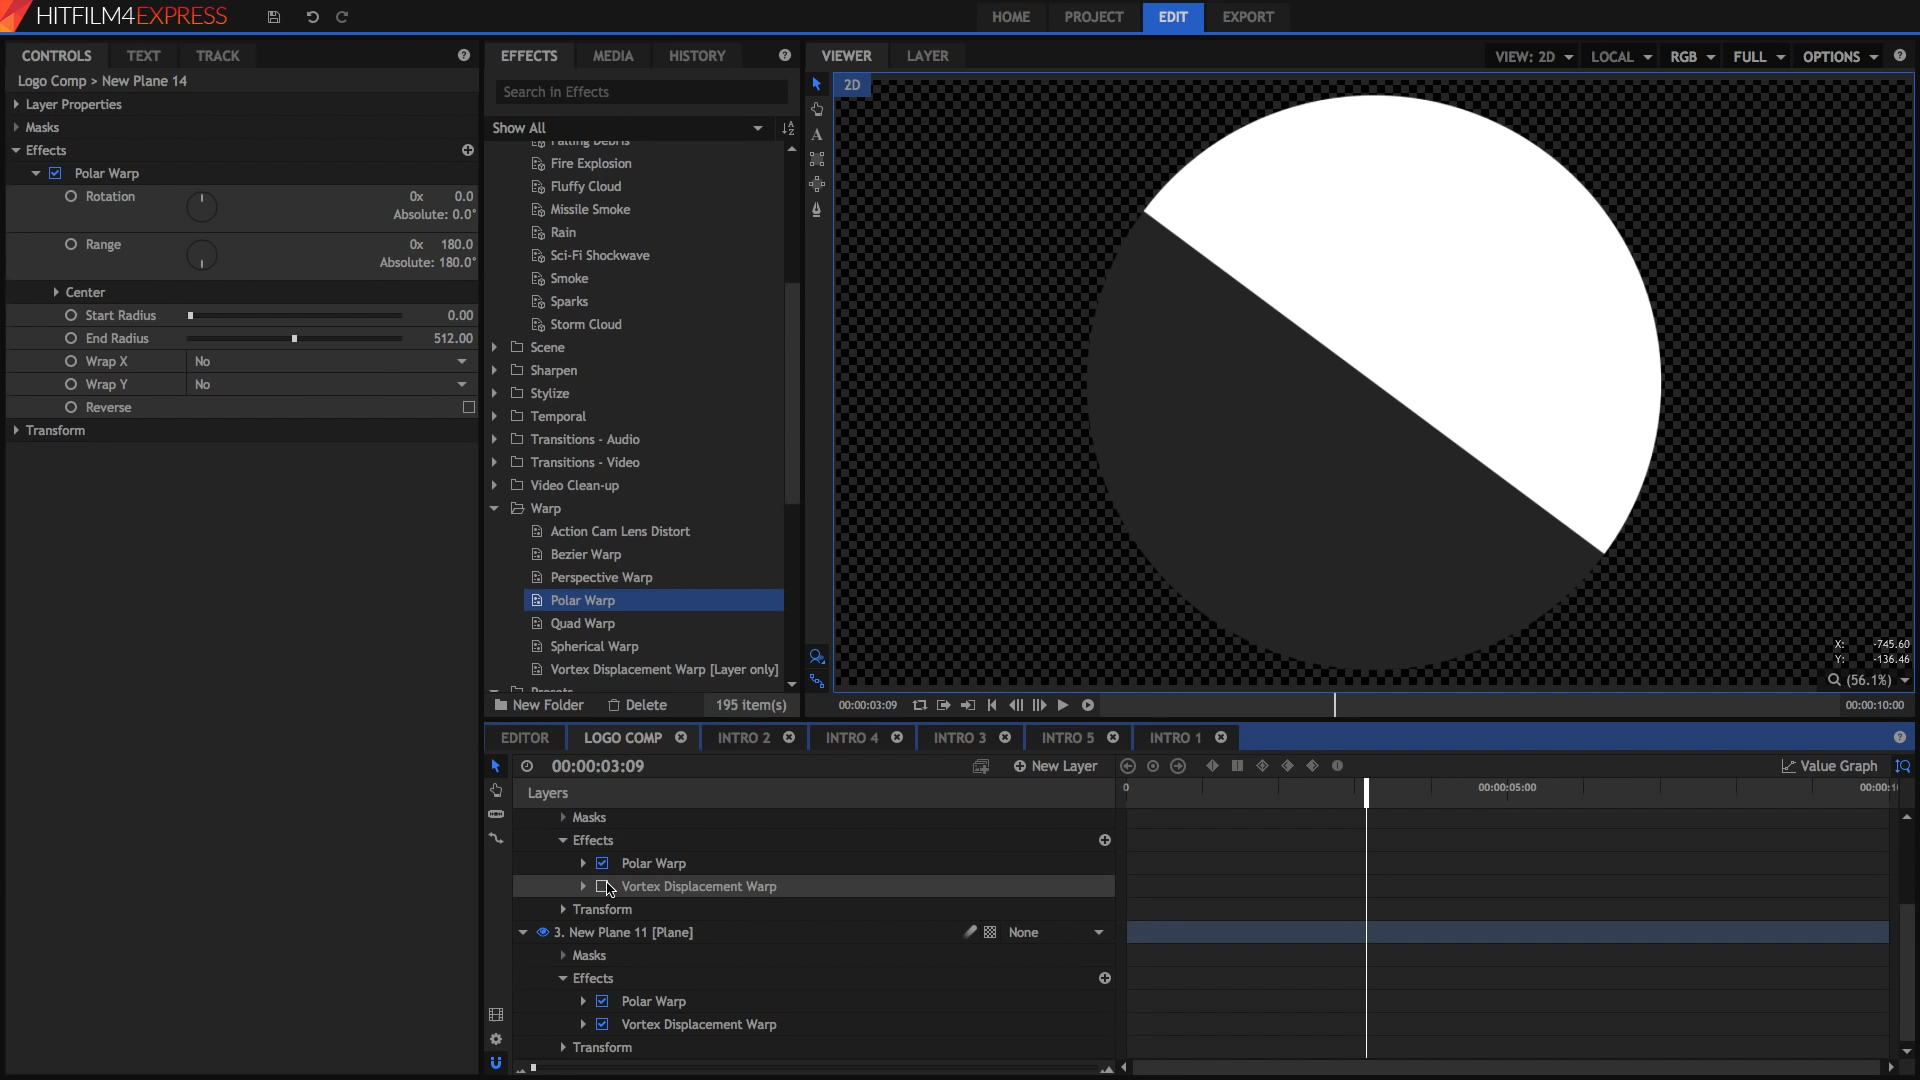 HITFILM4EXPRESS
HOME PROJECT EDIT EXPORT
CONTROLS TEXT TRACK
Logo Comp > New Plane 14
Layer Properties
Masks
Effects
Polar Warp
Rotation 0x 0.0
Absolute: 0.0°
Range 0x 180.0
Absolute: 180.0°
Center
Start Radius 0.00
End Radius 512.00
Wrap X No
Wrap Y No
Reverse
Transform
EFFECTS MEDIA HISTORY
Search in Effects
Show All
Falling Debris
Fire Explosion
Fluffy Cloud
Missile Smoke
Rain
Sci-Fi Shockwave
Smoke
Sparks
Storm Cloud
Scene
Sharpen
Stylize
Temporal
Transitions - Audio
Transitions - Video
Video Clean-up
Warp
Action Cam Lens Distort
Bezier Warp
Perspective Warp
Polar Warp
Quad Warp
Spherical Warp
Vortex Displacement Warp [Layer only]
Presets
New Folder Delete 195 item(s)
VIEWER LAYER VIEW: 2D LOCAL RGB FULL OPTIONS
2D
A
X: -745.60
Y: -136.46
(56.1%)
00:00:03:09 00:00:10:00
EDITOR LOGO COMP INTRO 2 INTRO 4 INTRO 3 INTRO 5 INTRO 1
00:00:03:09 New Layer Value Graph
Layers 0 00:00:05:00 00:00:1
Masks
Effects
Polar Warp
Vortex Displacement Warp
Transform
3. New Plane 11 [Plane] None
Masks
Effects
Polar Warp
Vortex Displacement Warp
Transform